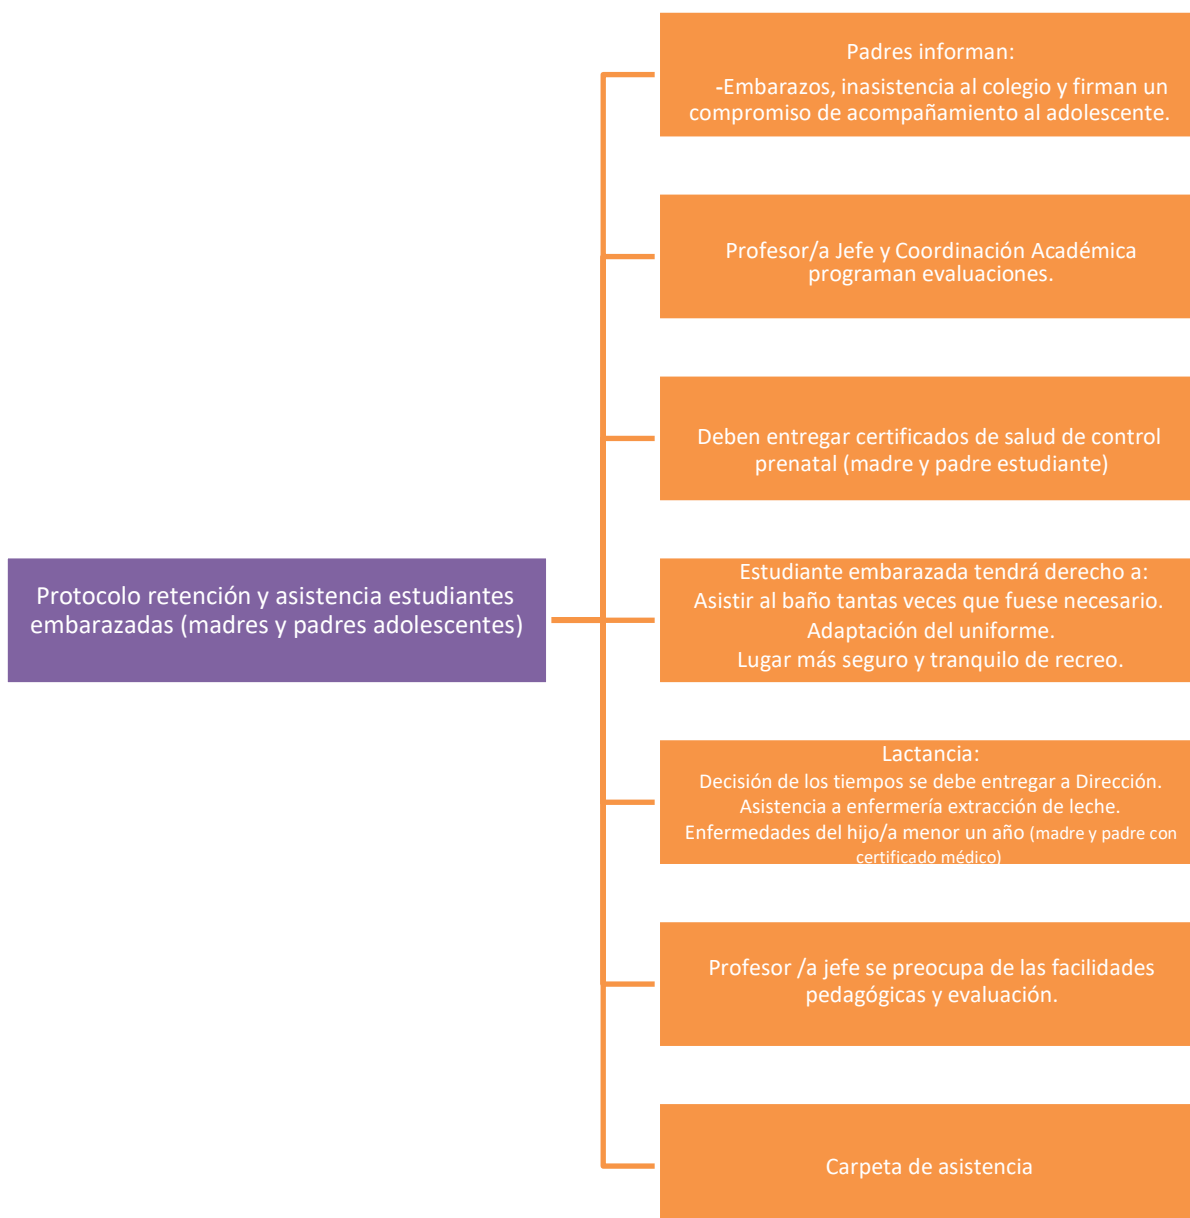 Padres informan:
-Embarazos, inasistencia al colegio y firman un
compromiso de acompañamiento al adolescente.
Profesor/a Jefe y Coordinación Académica
programan evaluaciones.
Deben entregar certificados de salud de control
prenatal (madre y padre estudiante)
Protocolo retención y asistencia estudiantes
embarazadas (madres y padres adolescentes)
Estudiante embarazada tendrá derecho a:
Asistir al baño tantas veces que fuese necesario.
Adaptación del uniforme.
Lugar más seguro y tranquilo de recreo.
Lactancia:
Decisión de los tiempos se debe entregar a Dirección.
Asistencia a enfermería extracción de leche.
Enfermedades del hijo/a menor un año (madre y padre con
certificado médico)
Profesor /a jefe se preocupa de las facilidades
pedagógicas y evaluación.
Carpeta de asistencia